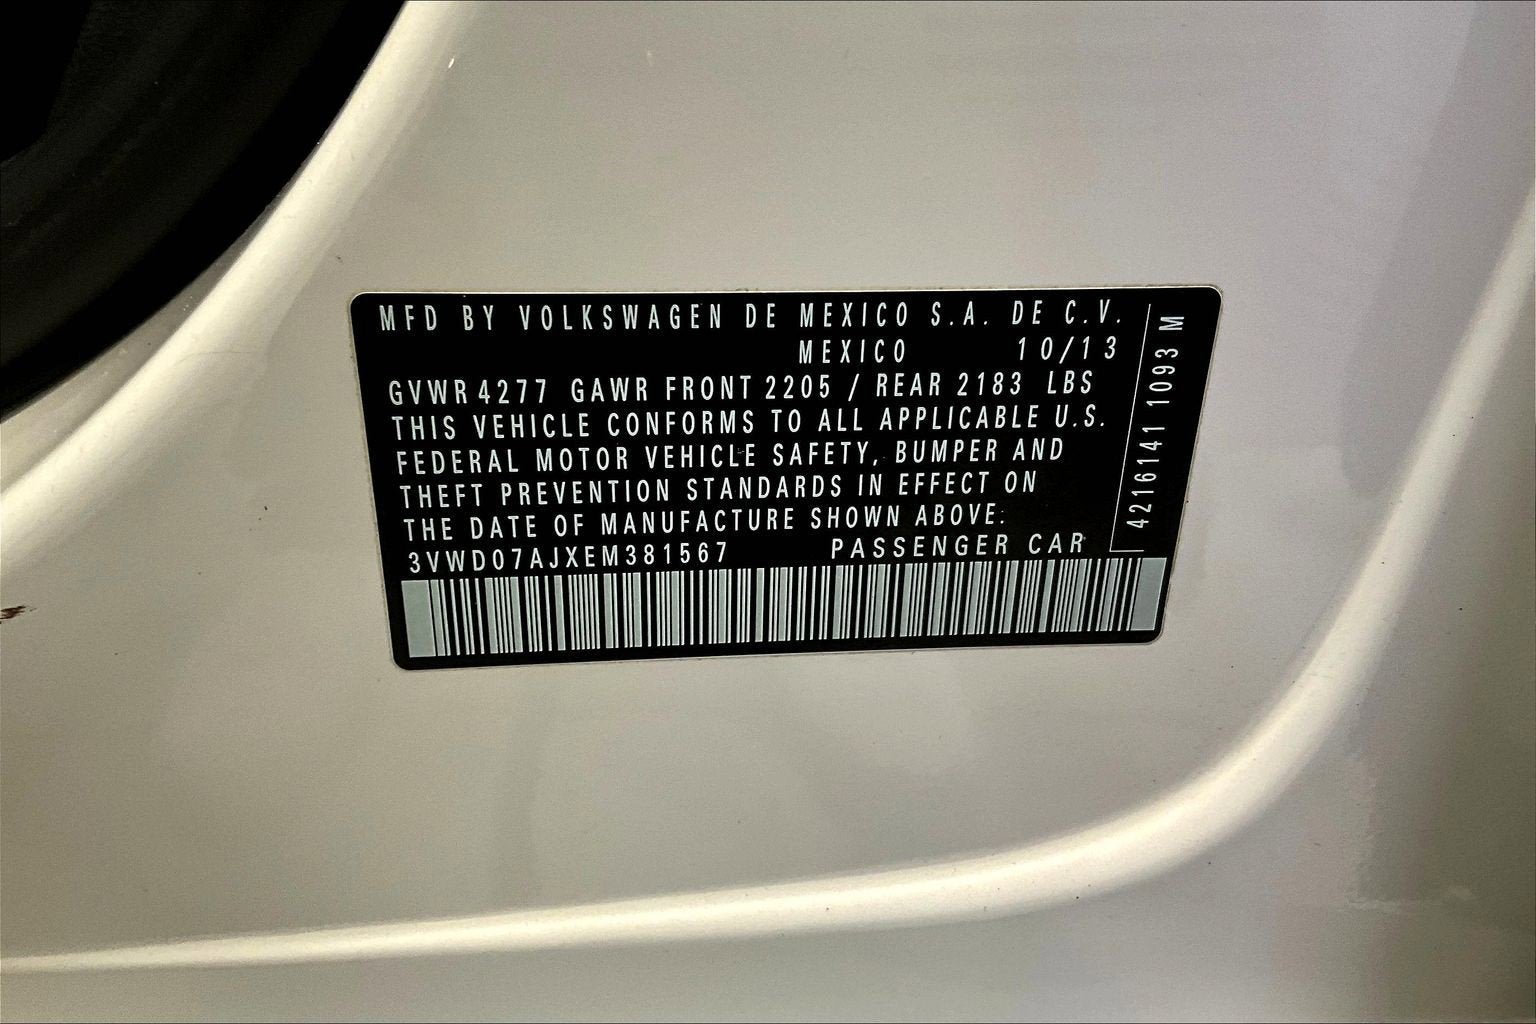 MFD BY VOLKSWAGEN DE MEXICO S.A. DE C.V.
MEXICO 10/13
GVWR 4277 GAWR FRONT 2205 / REAR 2183 LBS
THIS VEHICLE CONFORMS TO ALL APPLICABLE U.S.
FEDERAL MOTOR VEHICLE SAFETY, BUMPER AND
THEFT PREVENTION STANDARDS IN EFFECT ON
THE DATE OF MANUFACTURE SHOWN ABOVE:
3VWD07AJXEM381567 PASSENGER CAR
4216141 1093 M